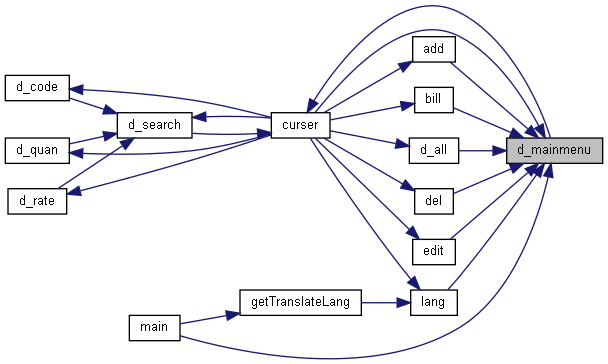 add
d_code
bill
d_search
curser
d_quan
d_all
d_mainmenu
d_rate
del
edit
getTranslateLang
lang
main